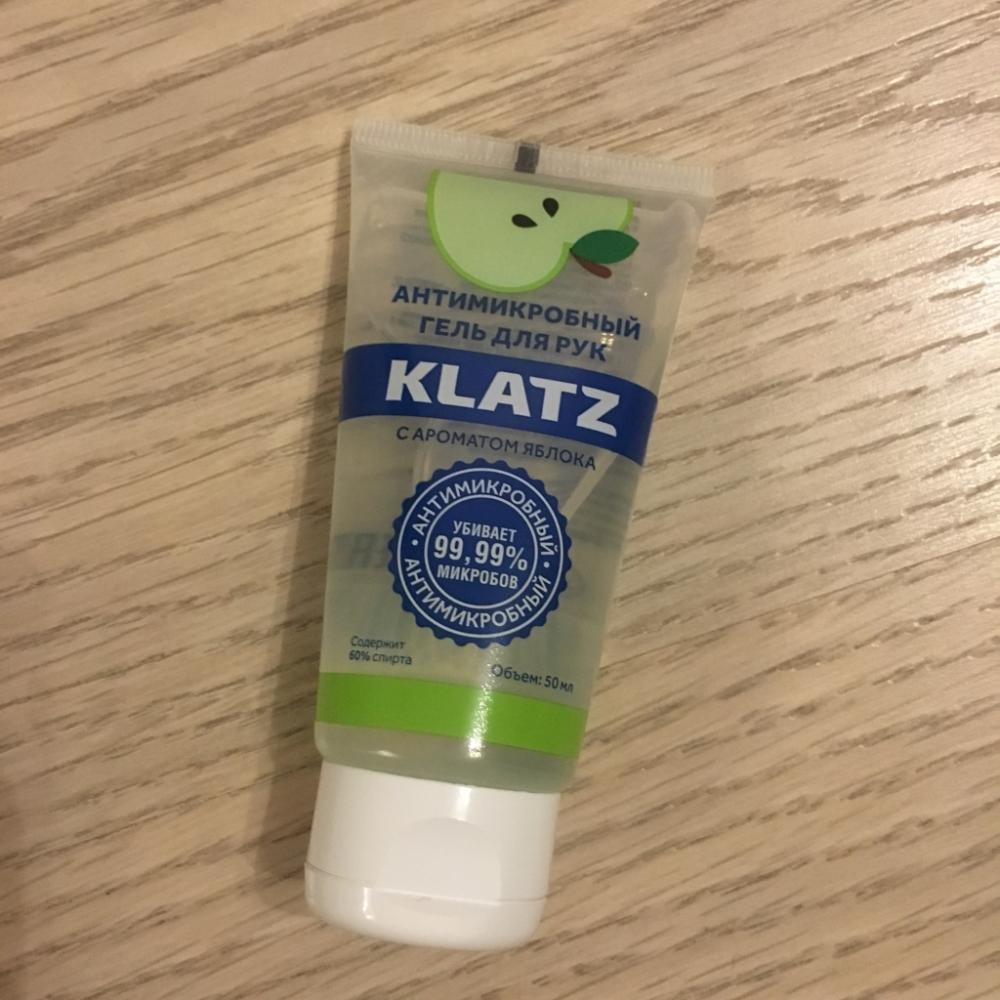 АНТИМИКРОБНЫЙ
ГЕЛЬ ДЛЯ РУК
KLATZ
С АРОМАТОМ ЯБЛОКА
АНТИМИКРОБНЫЙ
УБИВАЕТ
99,99%
МИКРОБОВ
АНТИМИКРОБНЫЙ
Содержит
60% спирта
Объем: 50 мл